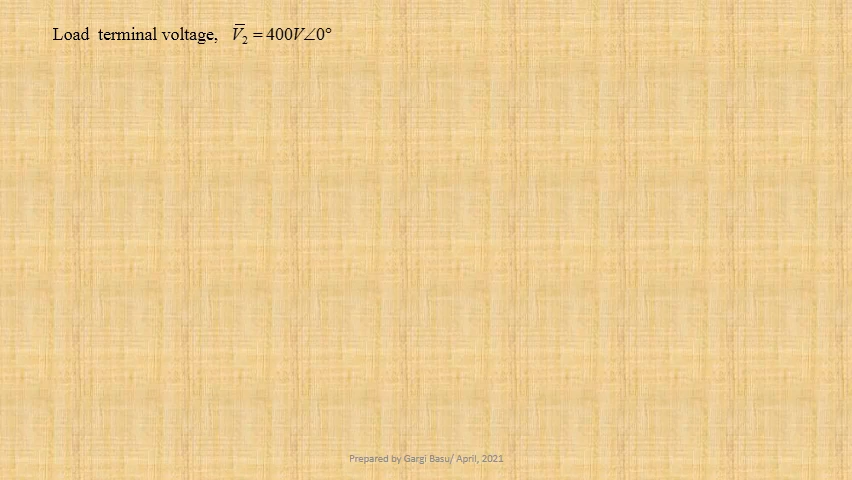 Load terminal voltage, V̅₂ = 400V∠0°
Prepared by Gargi Basu/ April, 2021